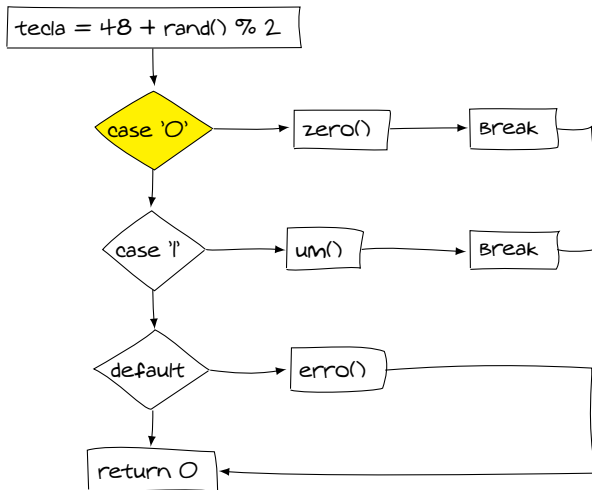 tecla = 48 + rand() % 2
case '0'
zero()
Break
case '1'
um()
Break
default
erro()
return 0